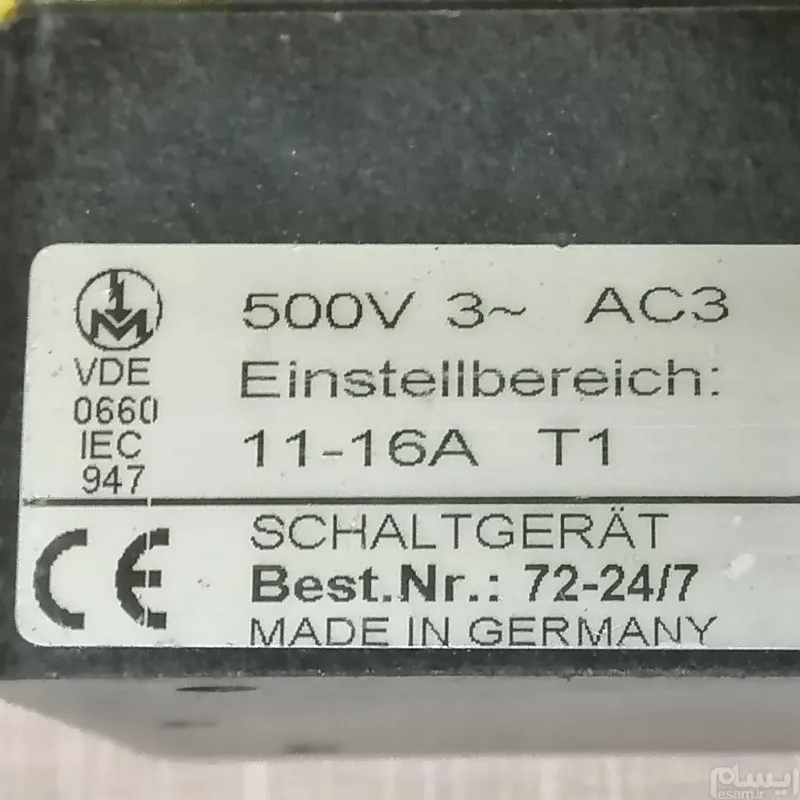 500V 3~ AC3
VDE
0660
IEC
947
Einstellbereich:
11-16A T1
CE
SCHALTGERÄT
Best.Nr.: 72-24/7
MADE IN GERMANY
ایسام
esam.ir